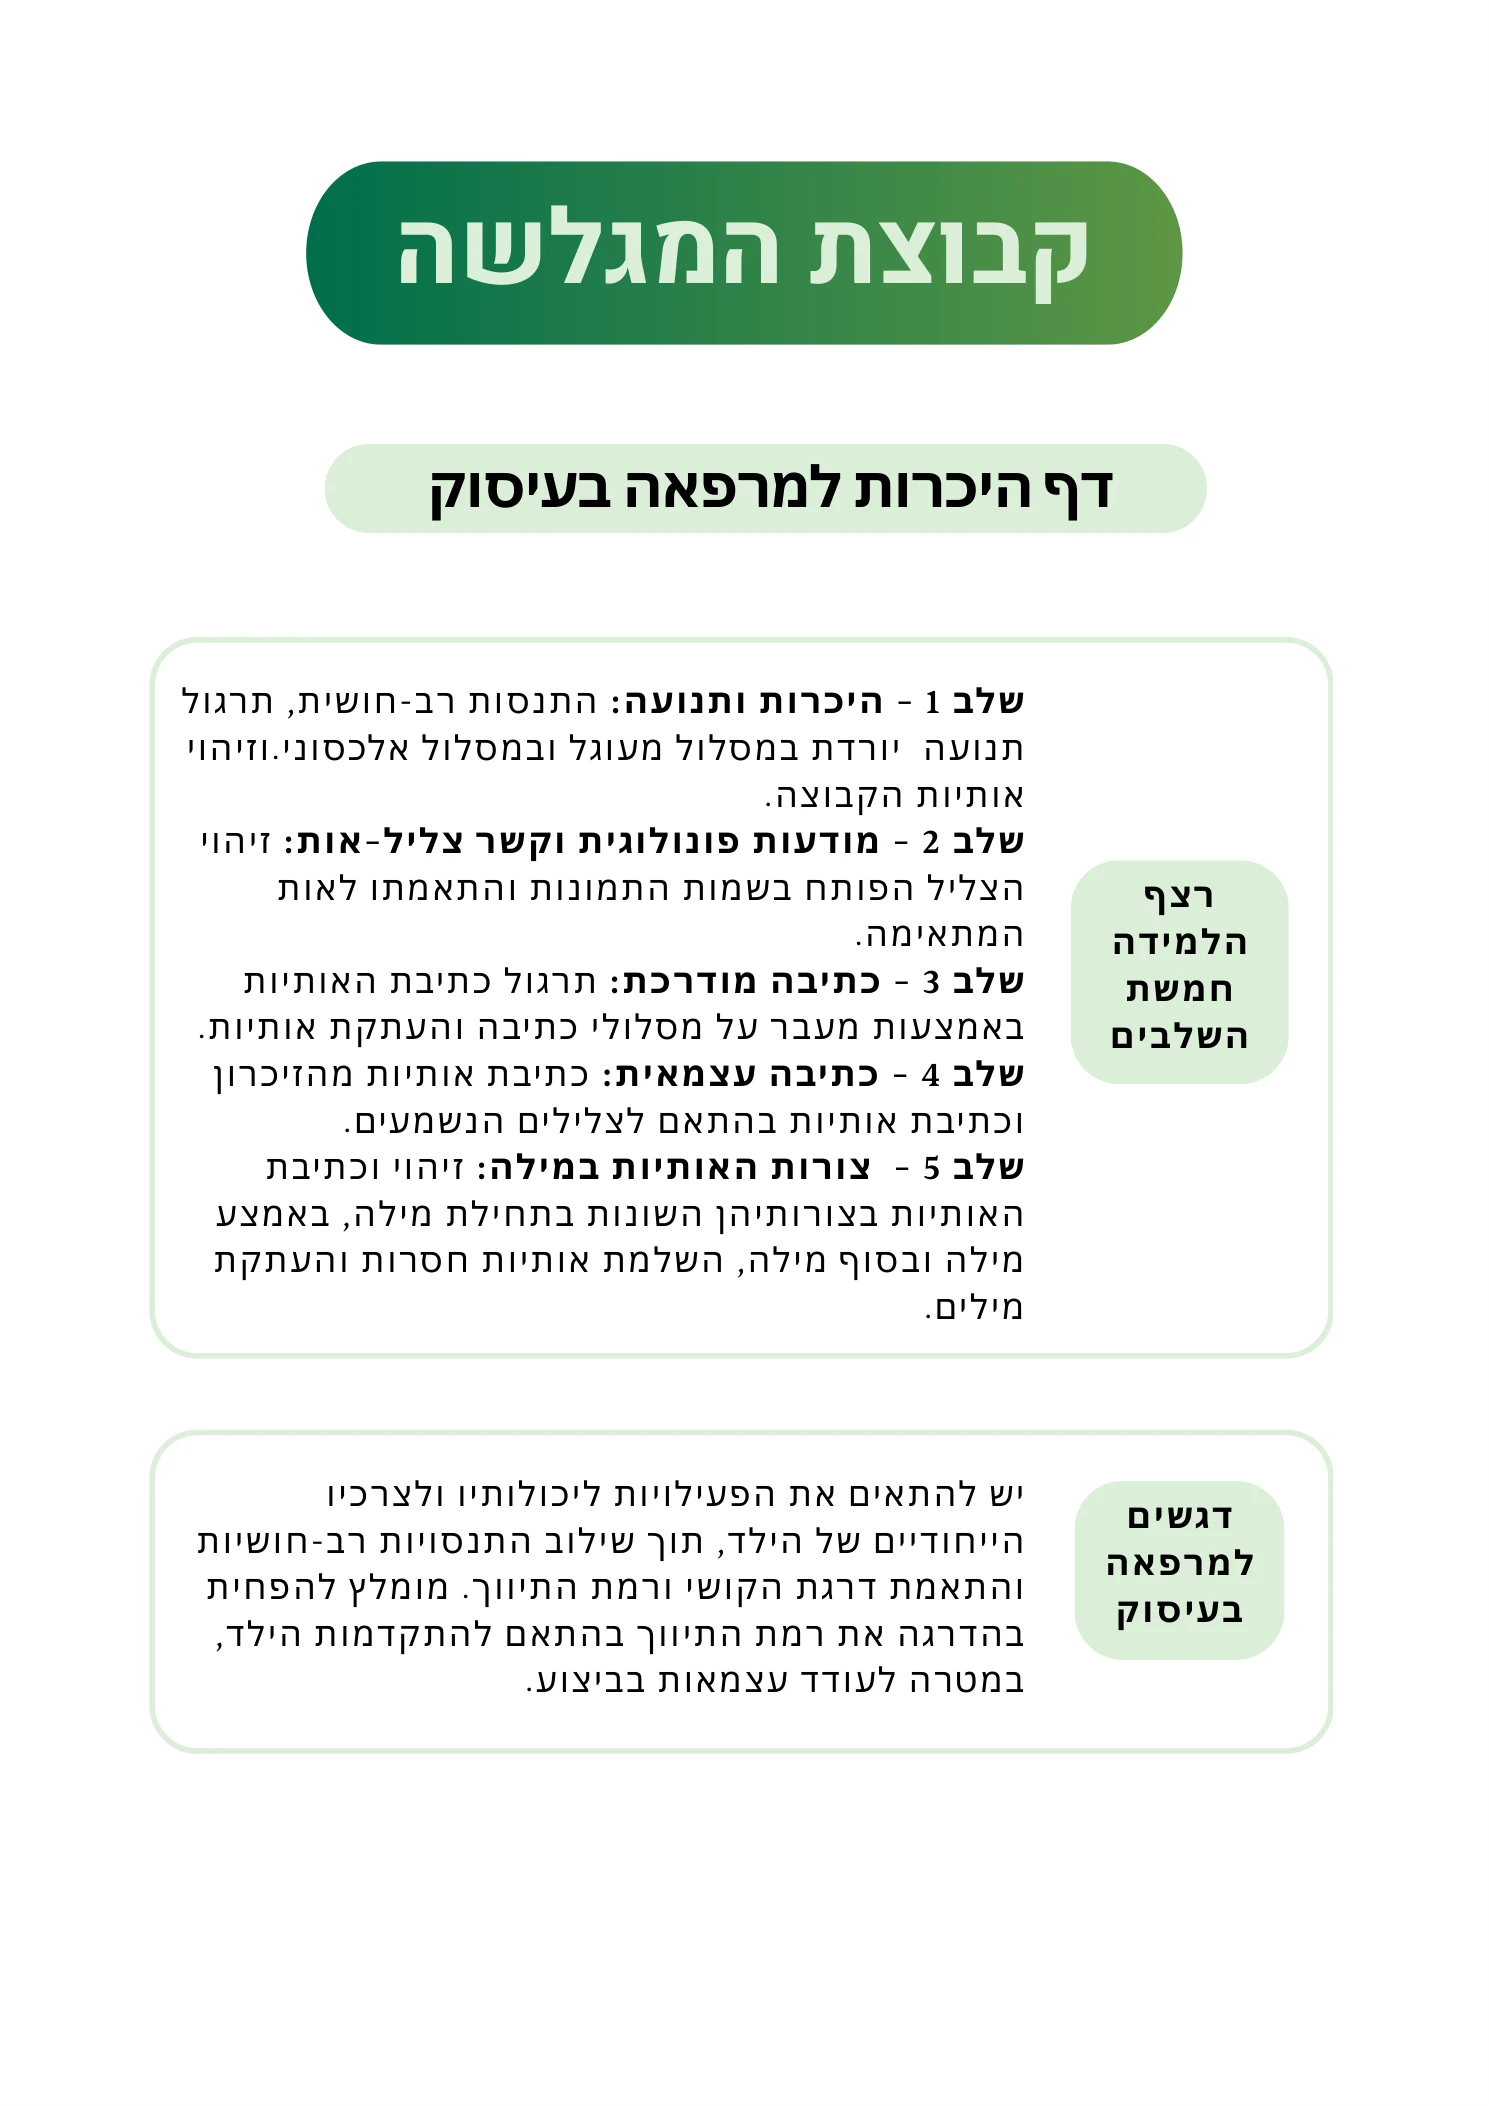 קבוצת המגלשה
דף היכרות למרפאה בעיסוק
רצף
הלמידה
חמשת
השלבים
שלב 1 - היכרות ותנועה: התנסות רב-חושית, תרגול
תנועה  יורדת במסלול מעוגל ובמסלול אלכסוני.וזיהוי
אותיות הקבוצה.
שלב 2 - מודעות פונולוגית וקשר צליל-אות: זיהוי
הצליל הפותח בשמות התמונות והתאמתו לאות
המתאימה.
שלב 3 - כתיבה מודרכת: תרגול כתיבת האותיות
באמצעות מעבר על מסלולי כתיבה והעתקת אותיות.
שלב 4 - כתיבה עצמאית: כתיבת אותיות מהזיכרון
וכתיבת אותיות בהתאם לצלילים הנשמעים.
שלב 5 -  צורות האותיות במילה: זיהוי וכתיבת
האותיות בצורותיהן השונות בתחילת מילה, באמצע
מילה ובסוף מילה, השלמת אותיות חסרות והעתקת
מילים.
דגשים
למרפאה
בעיסוק
יש להתאים את הפעילויות ליכולותיו ולצרכיו
הייחודיים של הילד, תוך שילוב התנסויות רב-חושיות
והתאמת דרגת הקושי ורמת התיווך. מומלץ להפחית
בהדרגה את רמת התיווך בהתאם להתקדמות הילד,
במטרה לעודד עצמאות בביצוע.